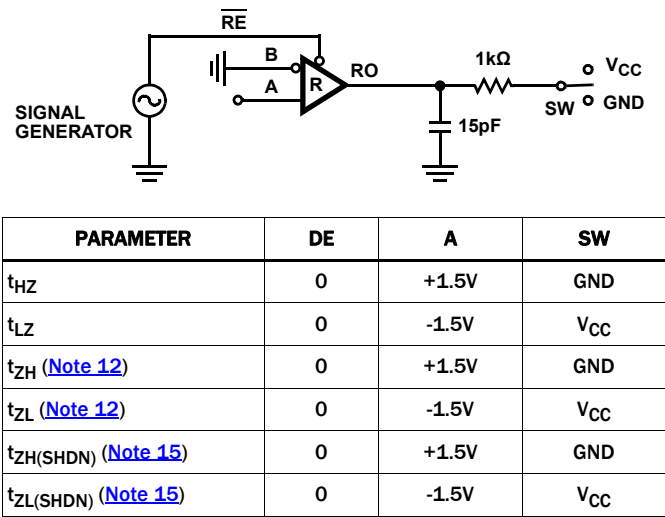 RE
B
A
R
RO
1kΩ
VCC
SW
GND
SIGNAL
GENERATOR
15pF
PARAMETER DE A SW
tHZ 0 +1.5V GND
tLZ 0 -1.5V VCC
tZH (Note 12) 0 +1.5V GND
tZL (Note 12) 0 -1.5V VCC
tZH(SHDN) (Note 15) 0 +1.5V GND
tZL(SHDN) (Note 15) 0 -1.5V VCC